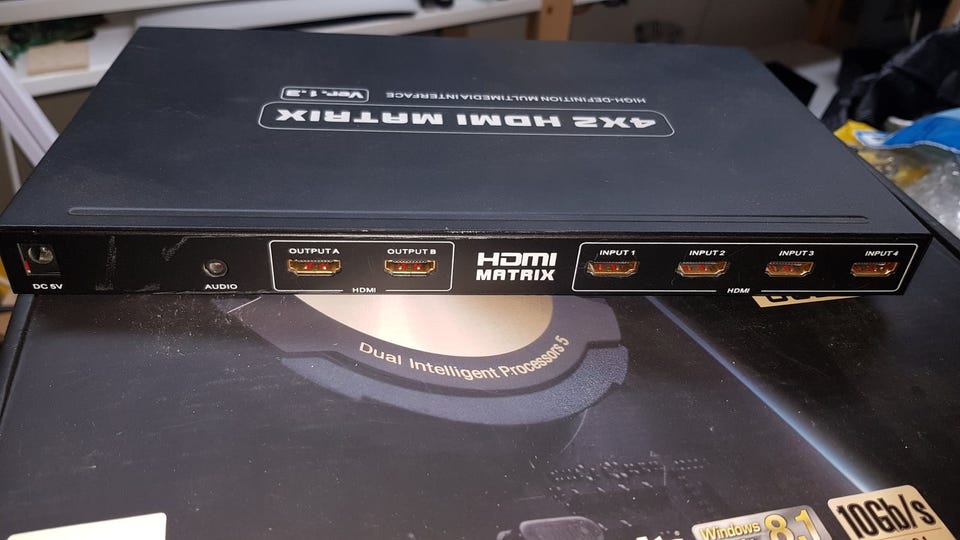 4X2 HDMI MATRIX
HIGH-DEFINITION MULTIMEDIA INTERFACE Ver.1.3
DC 5V
AUDIO
OUTPUT A
OUTPUT B
HDMI
HDMI
MATRIX
INPUT 1
INPUT 2
INPUT 3
INPUT 4
HDMI
Dual Intelligent Processors 5
Windows 8.1
10Gb/s